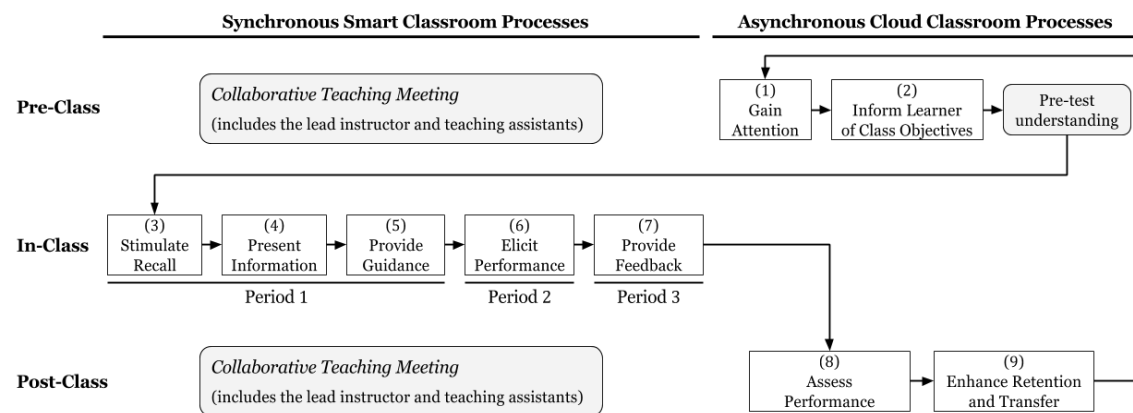 Synchronous Smart Classroom Processes
Asynchronous Cloud Classroom Processes
Pre-Class
Collaborative Teaching Meeting
(includes the lead instructor and teaching assistants)
(1)
Gain
Attention
(2)
Inform Learner
of Class Objectives
Pre-test
understanding
In-Class
(3)
Stimulate
Recall
(4)
Present
Information
(5)
Provide
Guidance
(6)
Elicit
Performance
(7)
Provide
Feedback
Period 1
Period 2
Period 3
Post-Class
Collaborative Teaching Meeting
(includes the lead instructor and teaching assistants)
(8)
Assess
Performance
(9)
Enhance Retention
and Transfer